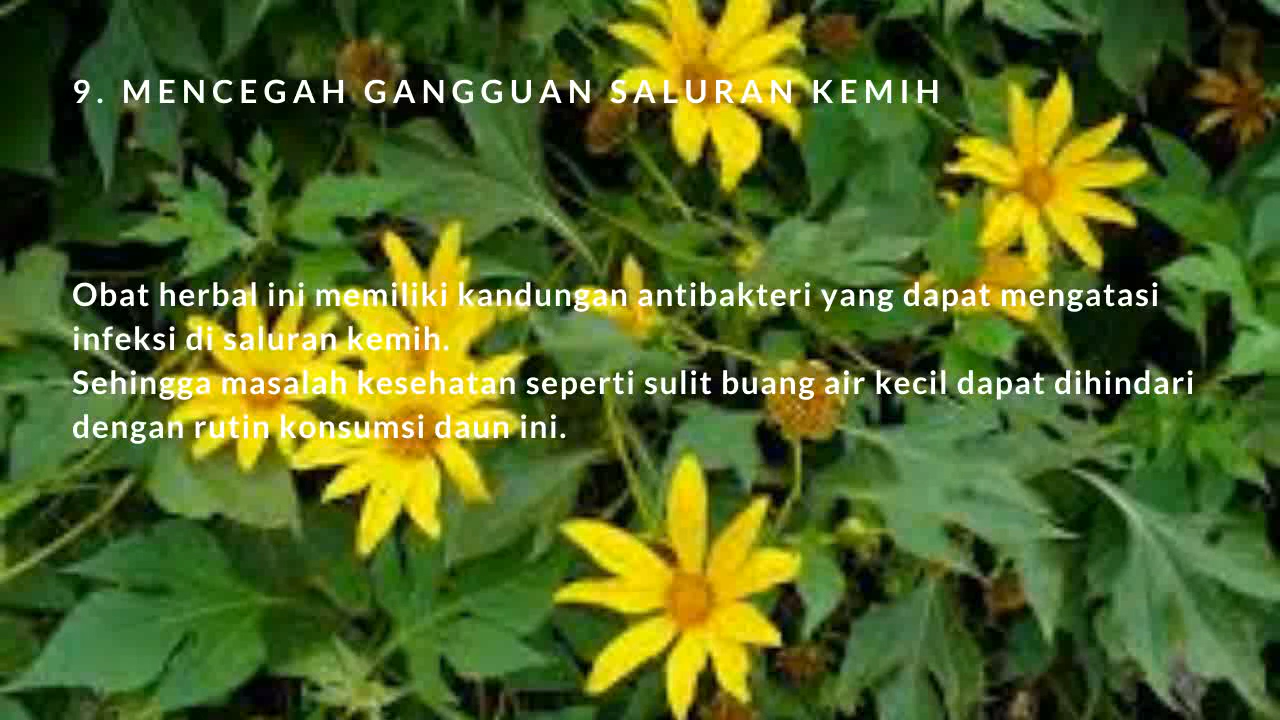 9. MENCEGAH GANGGUAN SALURAN KEMIH
Obat herbal ini memiliki kandungan antibakteri yang dapat mengatasi
infeksi di saluran kemih.
Sehingga masalah kesehatan seperti sulit buang air kecil dapat dihindari
dengan rutin konsumsi daun ini.